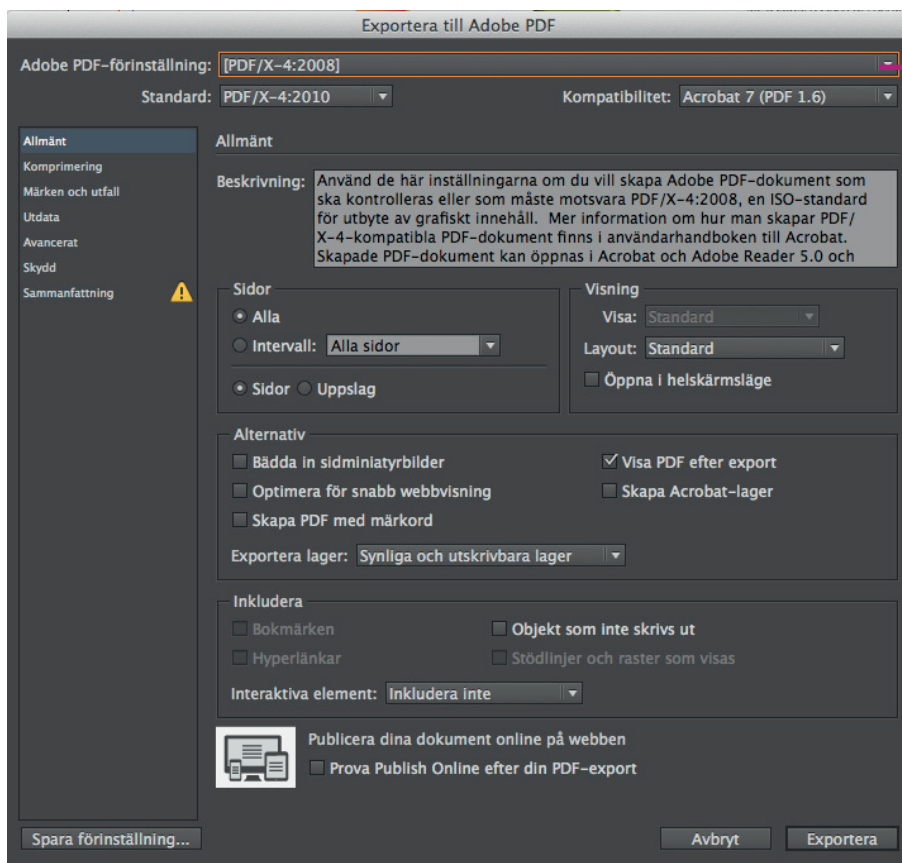 Exportera till Adobe PDF
Adobe PDF-förinställning: [PDF/X-4:2008]
Standard: PDF/X-4:2010 Kompatibilitet: Acrobat 7 (PDF 1.6)
Allmänt
Komprimering
Märken och utfall
Utdata
Avancerat
Skydd
Sammanfattning
Allmänt
Beskrivning: Använd de här inställningarna om du vill skapa Adobe PDF-dokument som
ska kontrolleras eller som måste motsvara PDF/X-4:2008, en ISO-standard
för utbyte av grafiskt innehåll. Mer information om hur man skapar PDF/
X-4-kompatibla PDF-dokument finns i användarhandboken till Acrobat.
Skapade PDF-dokument kan öppnas i Acrobat och Adobe Reader 5.0 och
Sidor
Alla
Intervall: Alla sidor
Sidor Uppslag
Visning
Visa: Standard
Layout: Standard
Öppna i helskärmsläge
Alternativ
Bädda in sidminiatyrbilder Visa PDF efter export
Optimera för snabb webbvisning Skapa Acrobat-lager
Skapa PDF med märkord
Exportera lager: Synliga och utskrivbara lager
Inkludera
Bokmärken Objekt som inte skrivs ut
Hyperlänkar Stödlinjer och raster som visas
Interaktiva element: Inkludera inte
Publicera dina dokument online på webben
Prova Publish Online efter din PDF-export
Spara förinställning... Avbryt Exportera